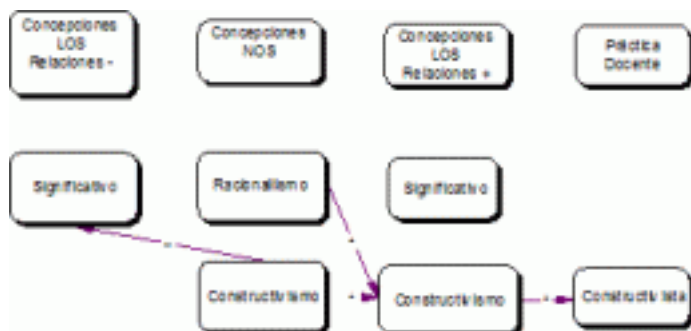 Concepciones
LOS
Relaciones -
Concepciones
NOS
Concepciones
LOS
Relaciones +
Práctica
Docente
Significativo
Racionalismo
Significativo
-
+
Constructivismo
+
Constructivismo
+
Constructivista